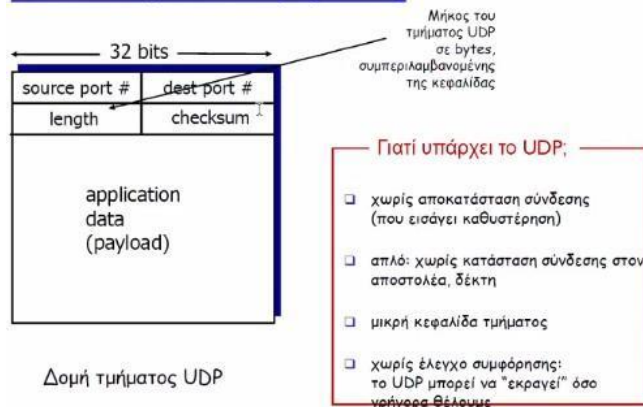 Μήκος του
τμήματος UDP
σε bytes,
συμπεριλαμβανομένης
της κεφαλίδας
32 bits
source port # dest port #
length checksum
application
data
(payload)
Δομή τμήματος UDP
Γιατί υπάρχει το UDP;
χωρίς αποκατάσταση σύνδεσης
(που εισάγει καθυστέρηση)
απλό: χωρίς κατάσταση σύνδεσης στον
αποστολέα, δέκτη
μικρή κεφαλίδα τμήματος
χωρίς έλεγχο συμφόρησης:
το UDP μπορεί να "εκραγεί" όσο
γρήγορα θέλουμε